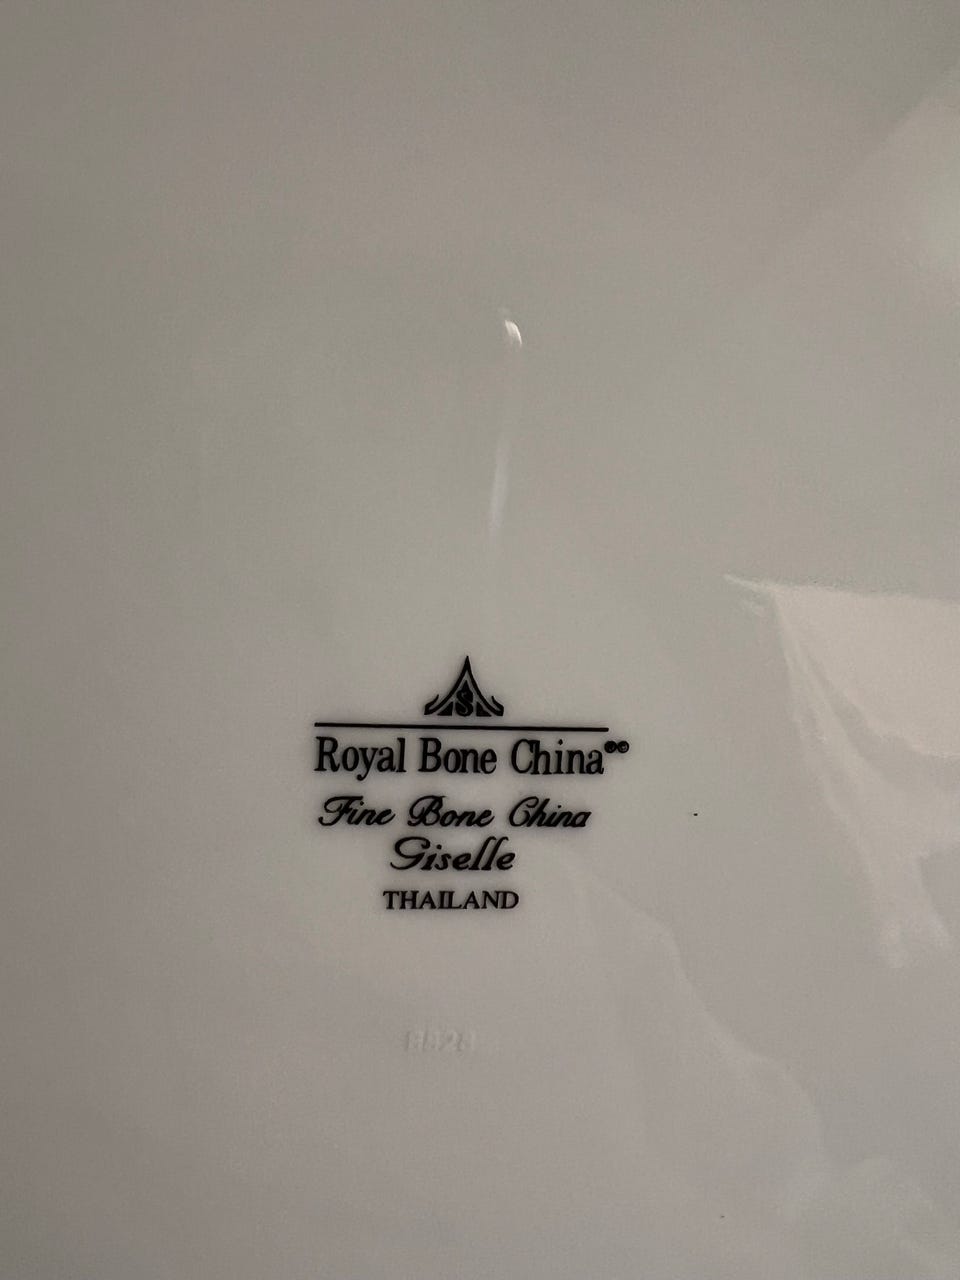 S
Royal Bone China®©
Fine Bone China
Giselle
THAILAND